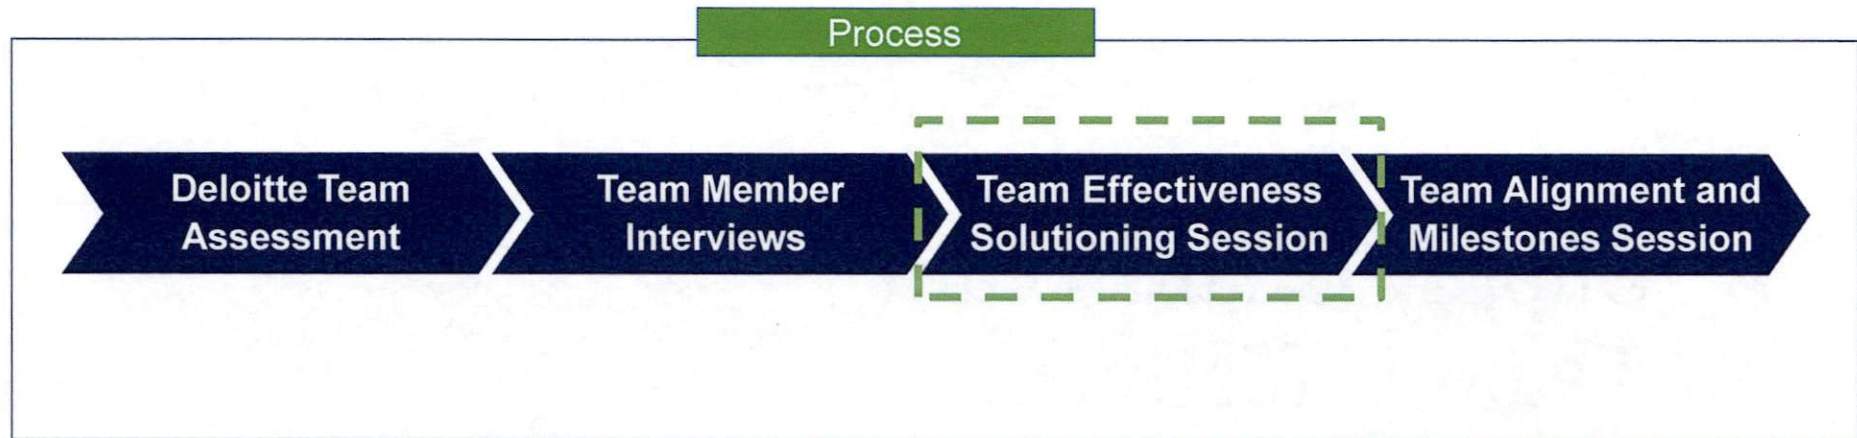 Process
Deloitte Team
Assessment
Team Member
Interviews
Team Effectiveness
Solutioning Session
Team Alignment and
Milestones Session